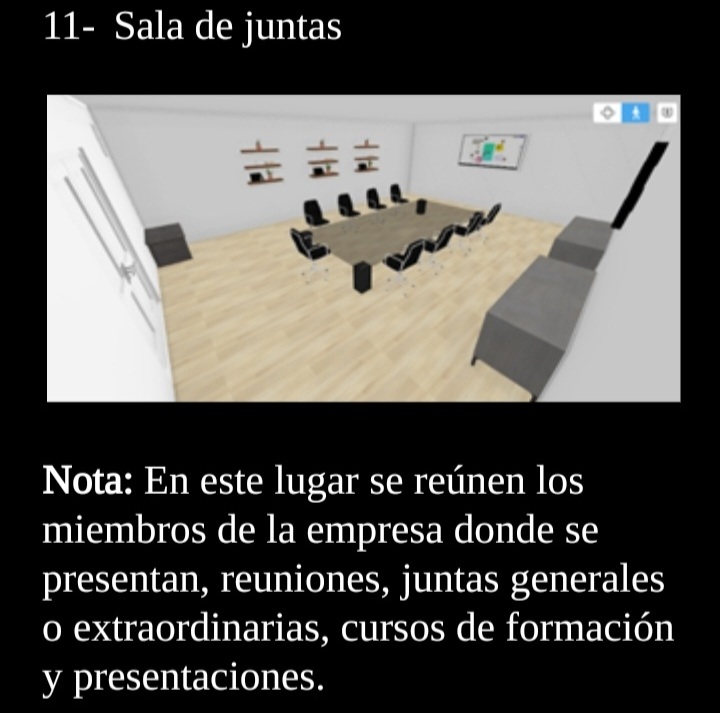 11- Sala de juntas
Nota: En este lugar se reúnen los
miembros de la empresa donde se
presentan, reuniones, juntas generales
o extraordinarias, cursos de formación
y presentaciones.